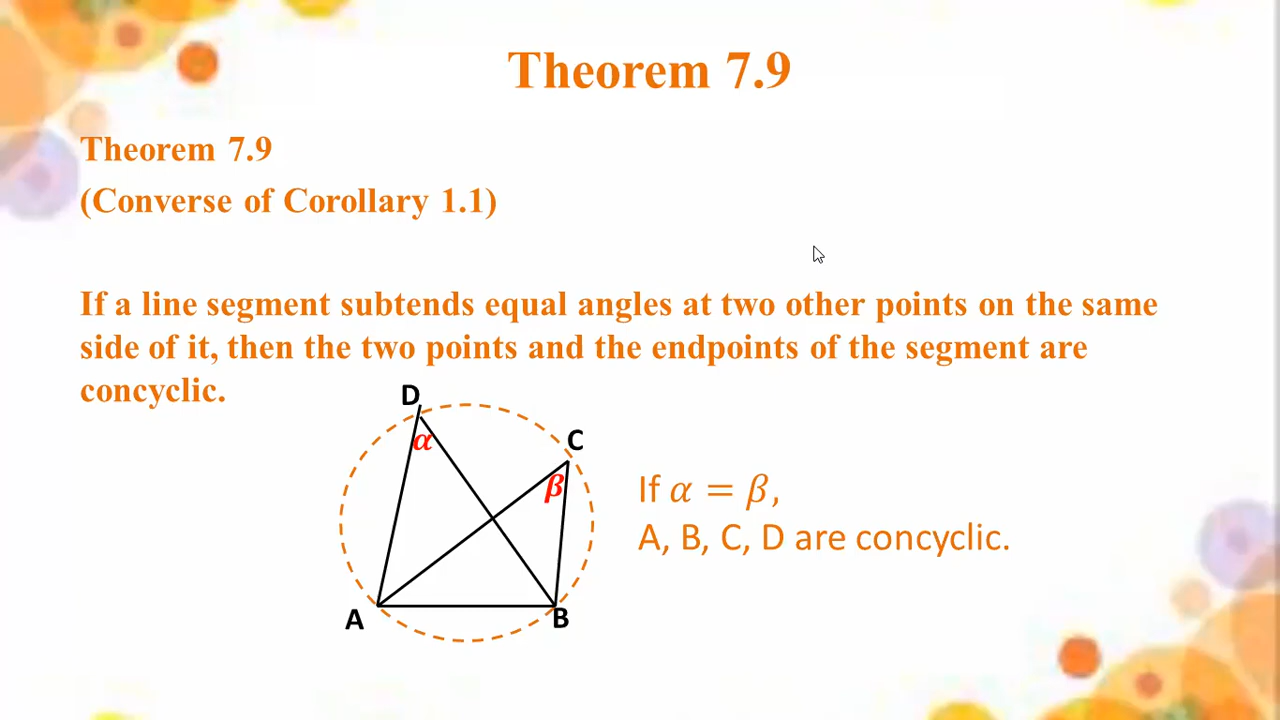 Theorem 7.9
Theorem 7.9
(Converse of Corollary 1.1)
If a line segment subtends equal angles at two other points on the same
side of it, then the two points and the endpoints of the segment are
concyclic.
D
α
C
β
If α = β,
A, B, C, D are concyclic.
A
B